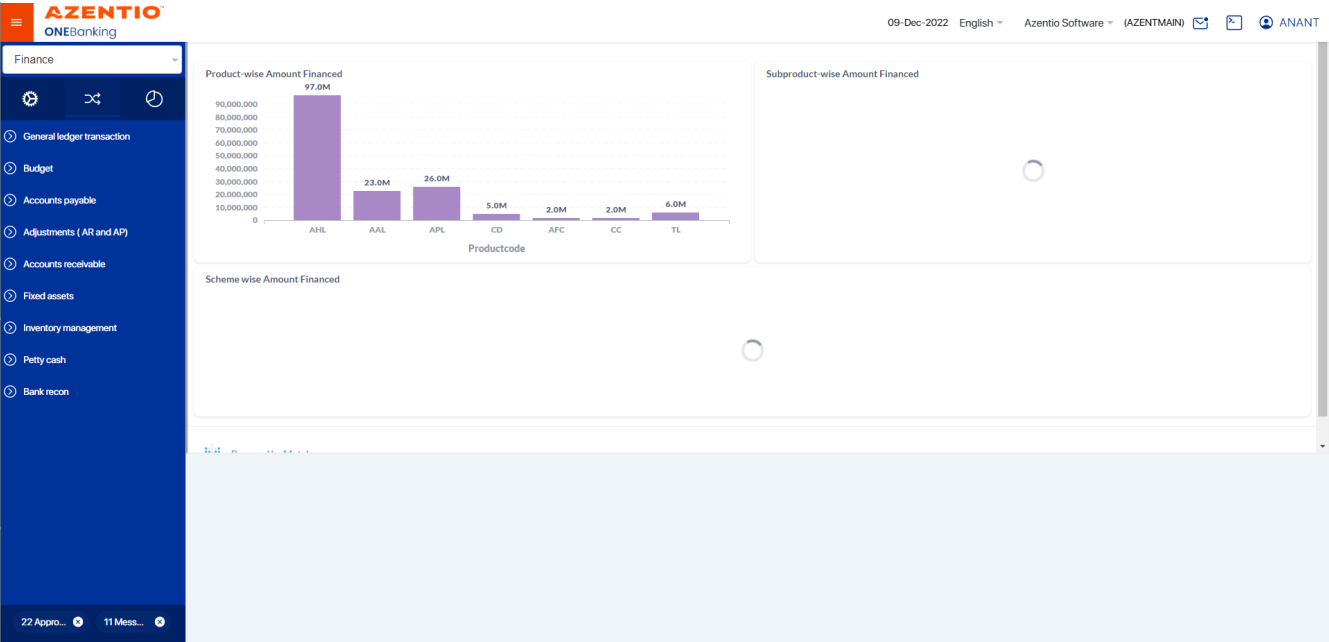 AZENTIO
ONEBanking
09-Dec-2022 English Azentio Software (AZENTMAIN) ANANT
Finance
General ledger transaction
Budget
Accounts payable
Adjustments ( AR and AP)
Accounts receivable
Fixed assets
Inventory management
Petty cash
Bank recon
22 Appro...
11 Mess...
Product-wise Amount Financed
97.0M
90,000,000
80,000,000
70,000,000
60,000,000
50,000,000
40,000,000
30,000,000
20,000,000
10,000,000
0
23.0M
26.0M
5.0M
2.0M
2.0M
6.0M
AHL AAL APL CD AFC CC TL
Productcode
Subproduct-wise Amount Financed
Scheme wise Amount Financed